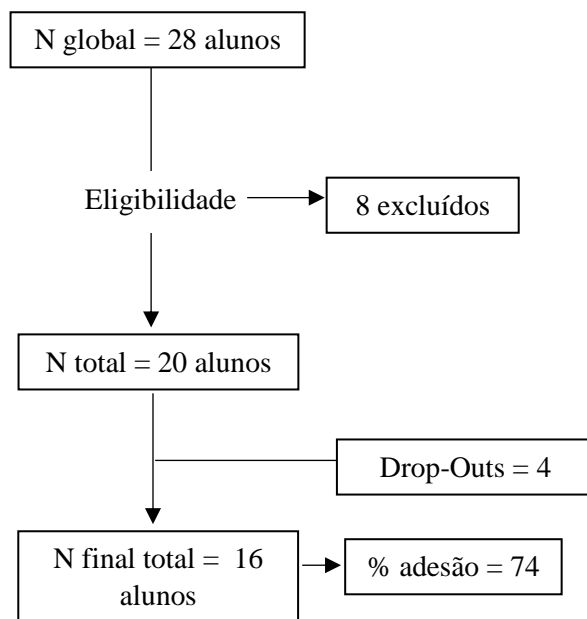 N global = 28 alunos
Eligibilidade
8 excluídos
N total = 20 alunos
Drop-Outs = 4
N final total = 16
alunos
% adesão = 74